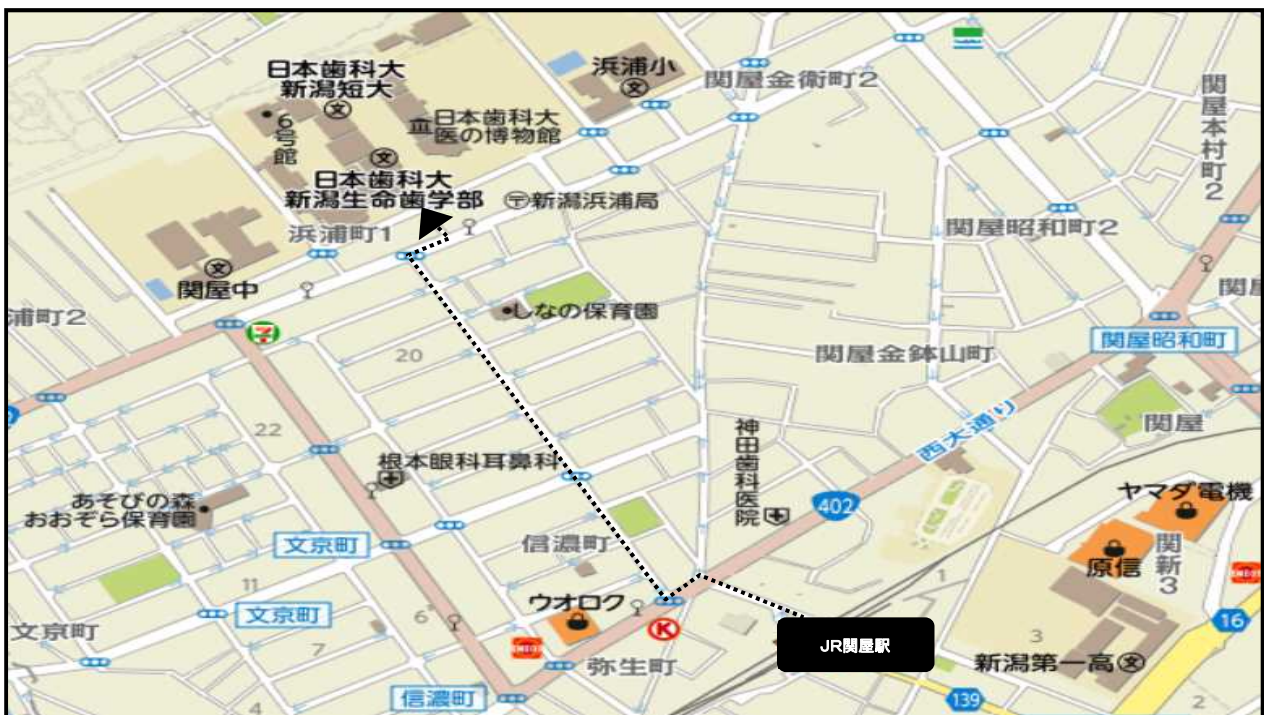 日本歯科大
新潟短大
6号館
日本歯科大
医の博物館
浜浦小
関屋金衛町2
関屋本村町2
日本歯科大
新潟生命歯学部
新潟浜浦局
浜浦町1
関屋昭和町2
関屋中
浦町2
しなの保育園
関屋昭和町
20
関屋金鉢山町
22
西大通り
関屋
根本眼科耳鼻科
神田歯科医院
402
ヤマダ電機
あそびの森
おおぞら保育園
文京町
信濃町
原信
関新3
11
文京町
6
ウオロク
1
ENEOS
16
文京町
7
K
JR関屋駅
3
新潟第一高
ENEOS
弥生町
信濃町
4
139
2